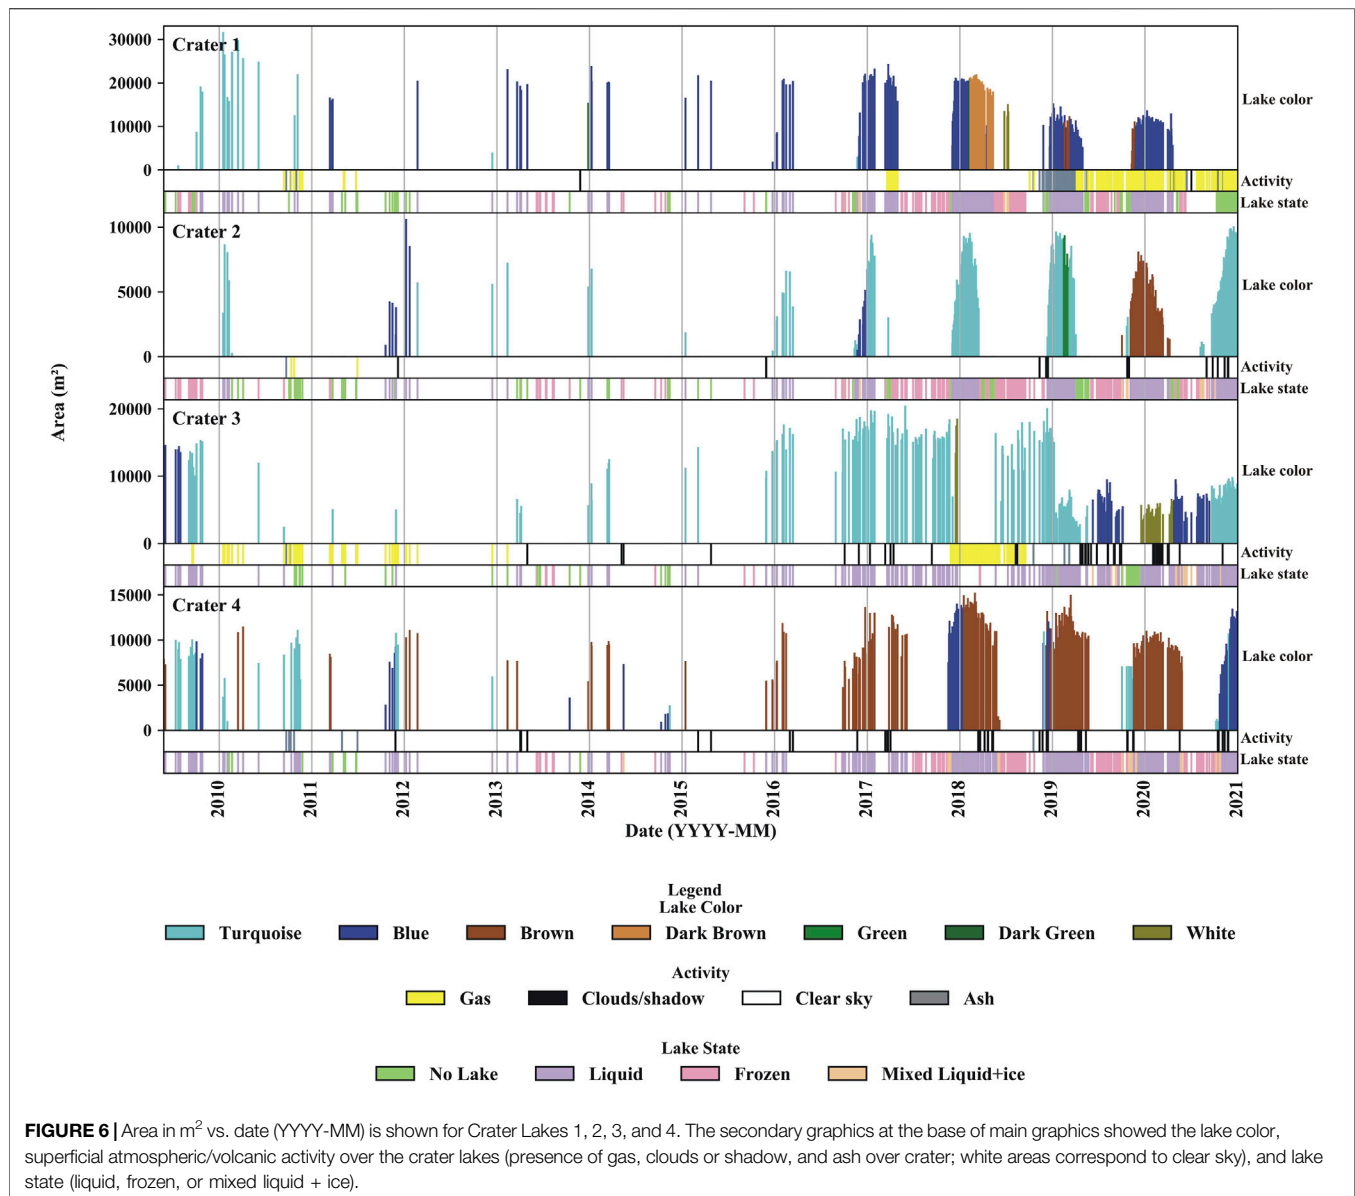 30000
Crater 1
20000
Lake color
10000
0
Activity
Lake state
10000
Crater 2
Lake color
5000
0
Activity
Lake state
Area (m²)
20000
Crater 3
Lake color
10000
0
Activity
Lake state
15000
Crater 4
10000
Lake color
5000
0
Activity
Lake state
2010 2011 2012 2013 2014 2015 2016 2017 2018 2019 2020 2021
Date (YYYY-MM)
Legend
Lake Color
Turquoise Blue Brown Dark Brown Green Dark Green White
Activity
Gas Clouds/shadow Clear sky Ash
Lake State
No Lake Liquid Frozen Mixed Liquid+ice
FIGURE 6 | Area in m² vs. date (YYYY-MM) is shown for Crater Lakes 1, 2, 3, and 4. The secondary graphics at the base of main graphics showed the lake color,
superficial atmospheric/volcanic activity over the crater lakes (presence of gas, clouds or shadow, and ash over crater; white areas correspond to clear sky), and lake
state (liquid, frozen, or mixed liquid + ice).